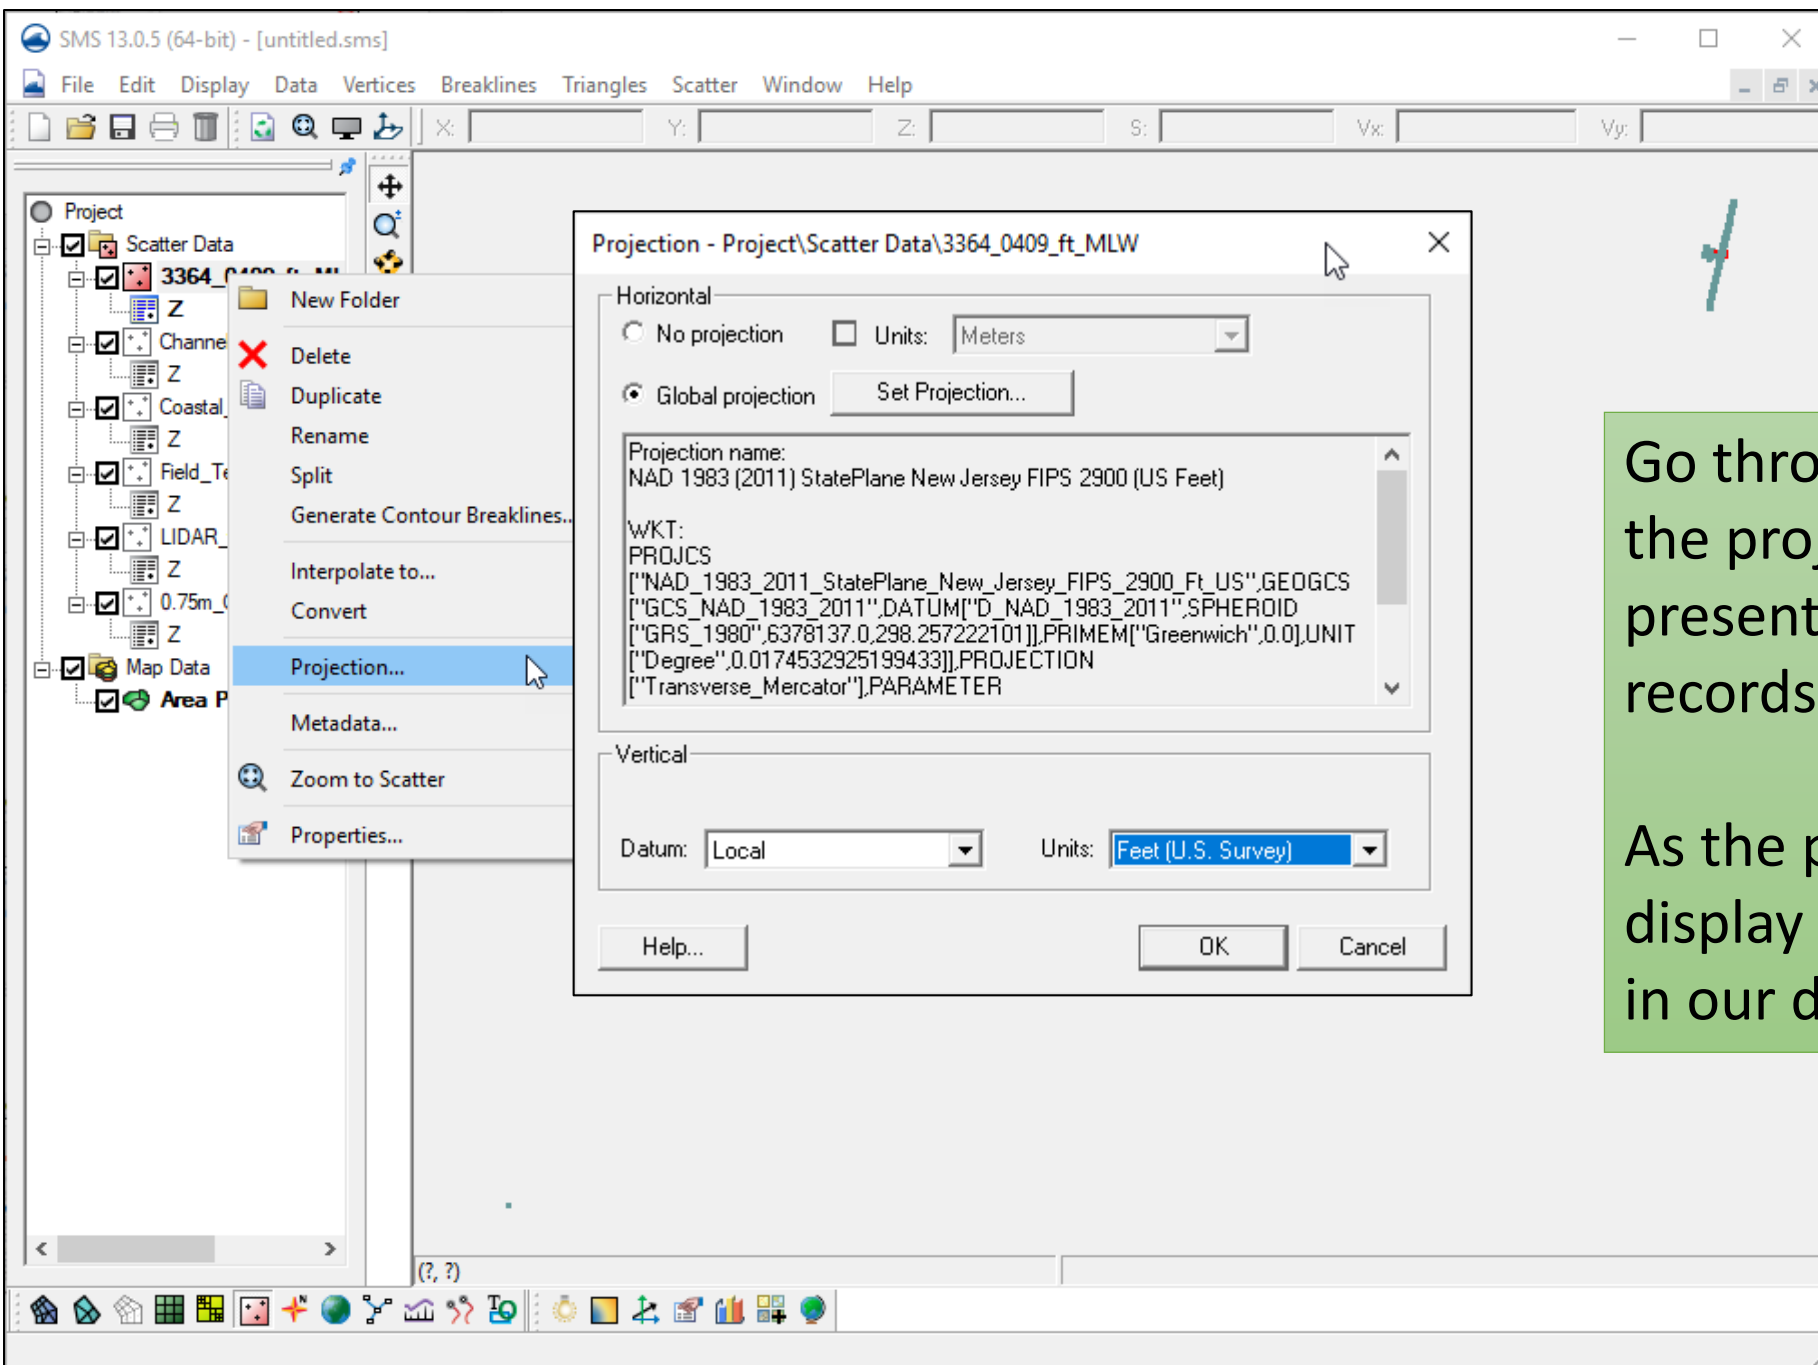 SMS 13.0.5 (64-bit) - [untitled.sms]
File Edit Display Data Vertices Breaklines Triangles Scatter Window Help
X: Y: Z: S: Vx: Vy:
Project
Scatter Data
3364_0409_ft_ML
Z
Channe
Z
Coastal_
Z
Field_Te
Z
LIDAR_
Z
0.75m_
Z
Map Data
Area P
New Folder
Delete
Duplicate
Rename
Split
Generate Contour Breaklines...
Interpolate to...
Convert
Projection...
Metadata...
Zoom to Scatter
Properties...
Projection - Project\Scatter Data\3364_0409_ft_MLW
Horizontal
No projection Units: Meters
Global projection Set Projection...
Projection name:
NAD 1983 (2011) StatePlane New Jersey FIPS 2900 (US Feet)
WKT:
PROJCS
["NAD_1983_2011_StatePlane_New_Jersey_FIPS_2900_Ft_US",GEOGCS
["GCS_NAD_1983_2011",DATUM["D_NAD_1983_2011",SPHEROID
["GRS_1980",6378137.0,298.257222101]],PRIMEM["Greenwich",0.0],UNIT
["Degree",0.0174532925199433]],PROJECTION
["Transverse_Mercator"],PARAMETER
Vertical
Datum: Local Units: Feet (U.S. Survey)
Help... OK Cancel
Go thro
the proj
present
records
As the p
display
in our d
(?, ?)